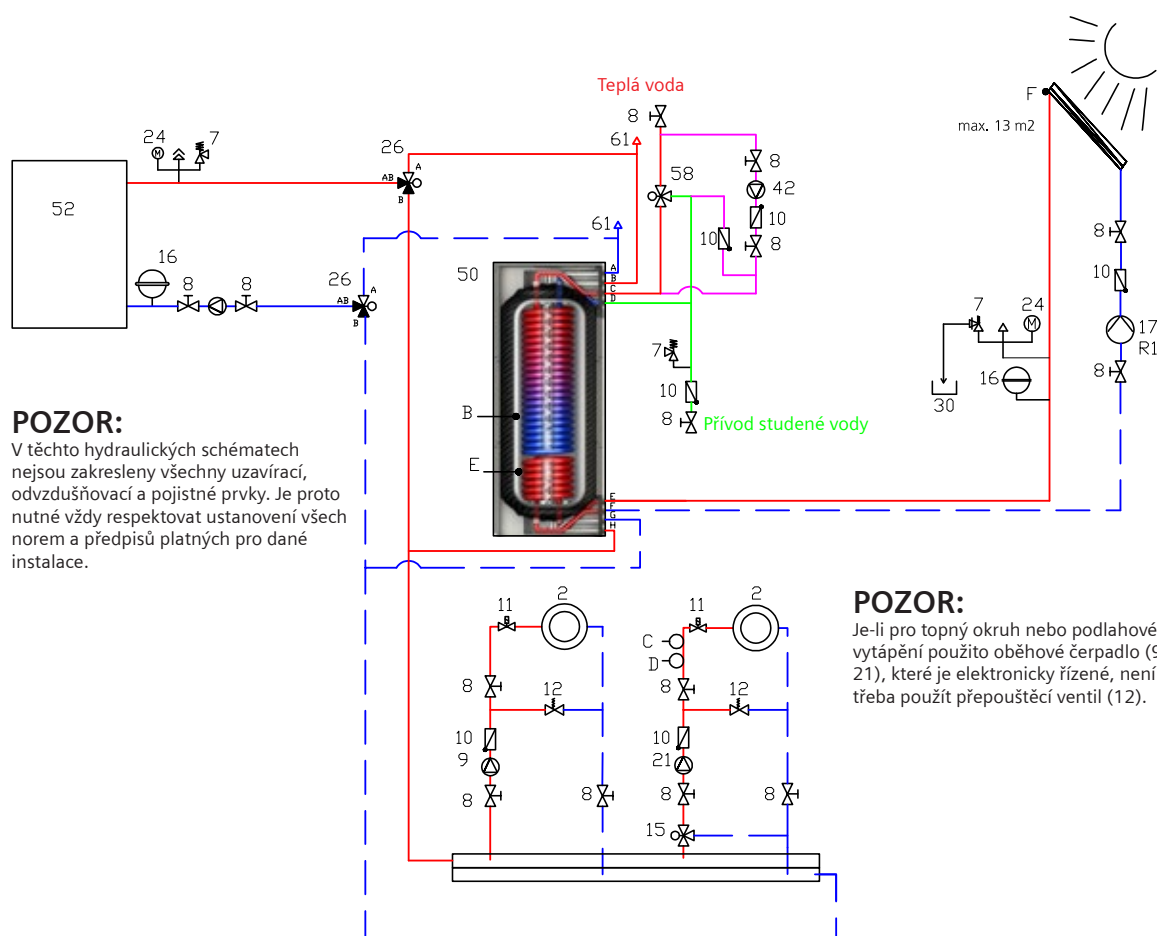 Teplá voda
8
F
max. 13 m2
24
7
26
A
AB
B
61
58
8
42
10
8
10
52
16
8
8
26
A
AB
B
61
50
A
B
C
D
7
10
8
Přívod studené vody
8
10
17
R1
8
7
24
M
16
30
M
B
E
E
F
G
H
POZOR:
V těchto hydraulických schématech
nejsou zakresleny všechny uzavírací,
odvzdušňovací a pojistné prvky. Je proto
nutné vždy respektovat ustanovení všech
norem a předpisů platných pro dané
instalace.
11
2
8
12
10
9
8
8
11
2
C
D
8
12
10
21
8
8
15
POZOR:
Je-li pro topný okruh nebo podlahové
vytápění použito oběhové čerpadlo (9
21), které je elektronicky řízené, není
třeba použít přepouštěcí ventil (12).